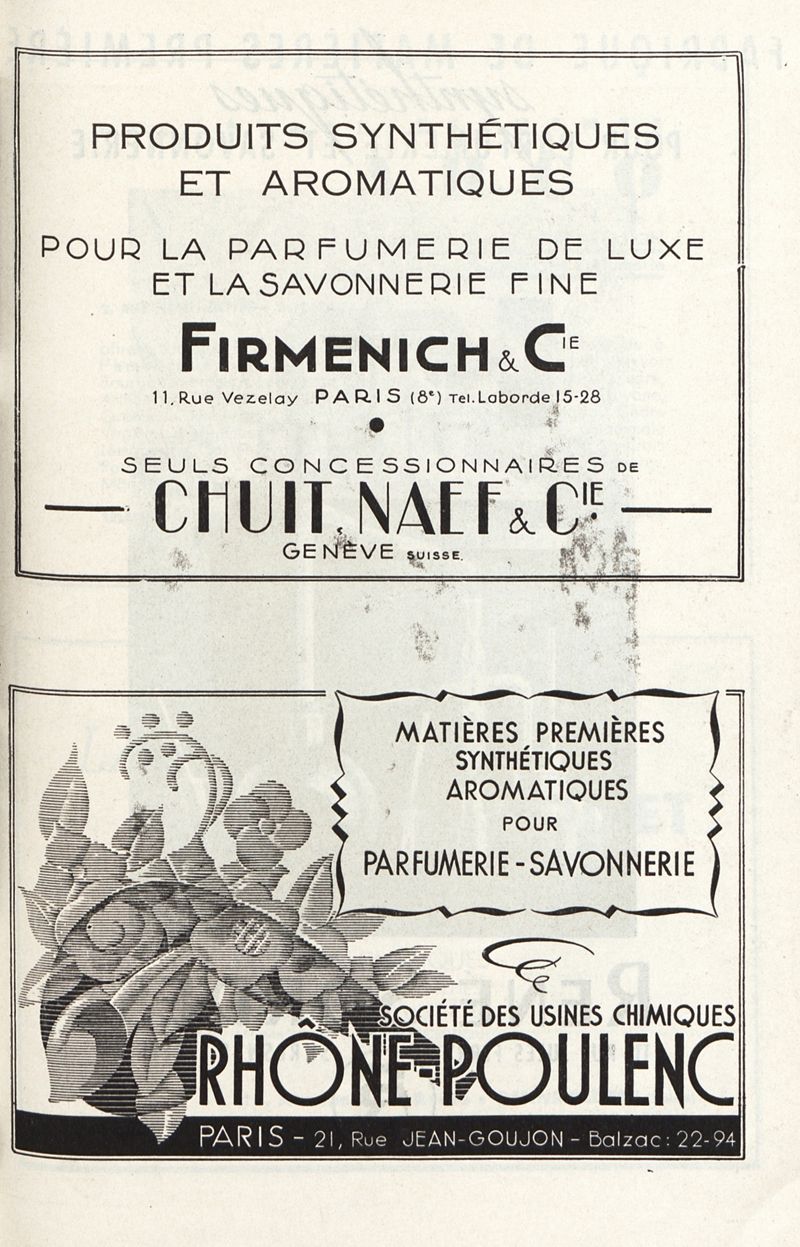 PRODUITS SYNTHÉTIQUES
ET AROMATIQUES
POUR LA PARFUMERIE DE LUXE
ET LA SAVONNERIE FINE
FIRMENICH & CIE
11, Rue Vezelay PARIS (8e) Tel. Laborde 15-28
SEULS CONCESSIONNAIRES DE
CHUIT, NAEF & CIE
GENÈVE SUISSE.
MATIÈRES PREMIÈRES
SYNTHÉTIQUES
AROMATIQUES
POUR
PARFUMERIE - SAVONNERIE
SOCIÉTÉ DES USINES CHIMIQUES
RHÔNE-POULENC
PARIS - 21, Rue JEAN-GOUJON - Balzac: 22-94